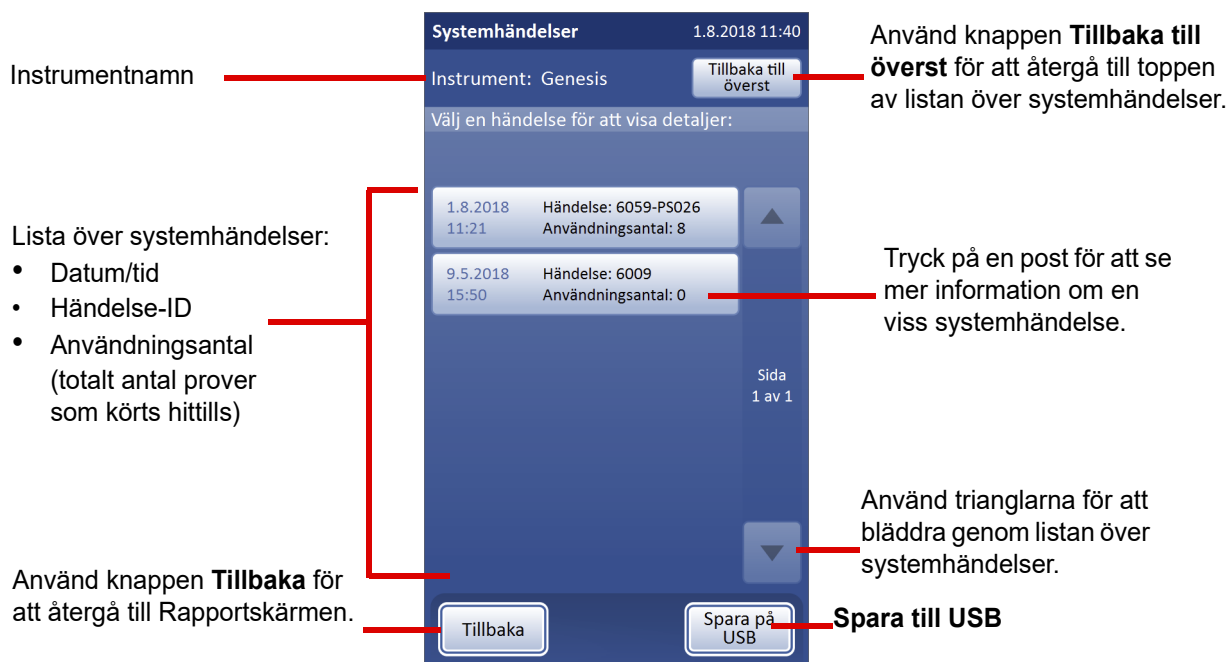 Instrumentnamn
Lista över systemhändelser:
• Datum/tid
• Händelse-ID
• Användningsantal
(totalt antal prover
som körts hittills)
Använd knappen Tillbaka för
att återgå till Rapportskärmen.
Systemhändelser 1.8.2018 11:40
Instrument: Genesis
Tillbaka till
överst
Välj en händelse för att visa detaljer:
1.8.2018 Händelse: 6059-PS026
11:21 Användningsantal: 8
9.5.2018 Händelse: 6009
15:50 Användningsantal: 0
Sida
1 av 1
Tillbaka
Spara på
USB
Använd knappen Tillbaka till
överst för att återgå till toppen
av listan över systemhändelser.
Tryck på en post för att se
mer information om en
viss systemhändelse.
Använd trianglarna för att
bläddra genom listan över
systemhändelser.
Spara till USB